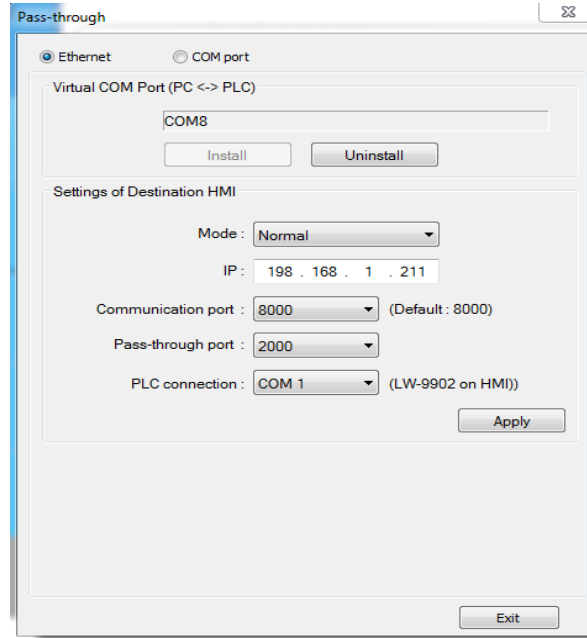 Pass-through
Ethernet COM port
Virtual COM Port (PC <-> PLC)
COM8
Install Uninstall
Settings of Destination HMI
Mode : Normal
IP : 198 . 168 . 1 . 211
Communication port : 8000 (Default : 8000)
Pass-through port : 2000
PLC connection : COM 1 (LW-9902 on HMI))
Apply
Exit